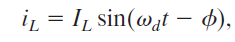 i_L = I_L sin(ω_d t − ϕ),